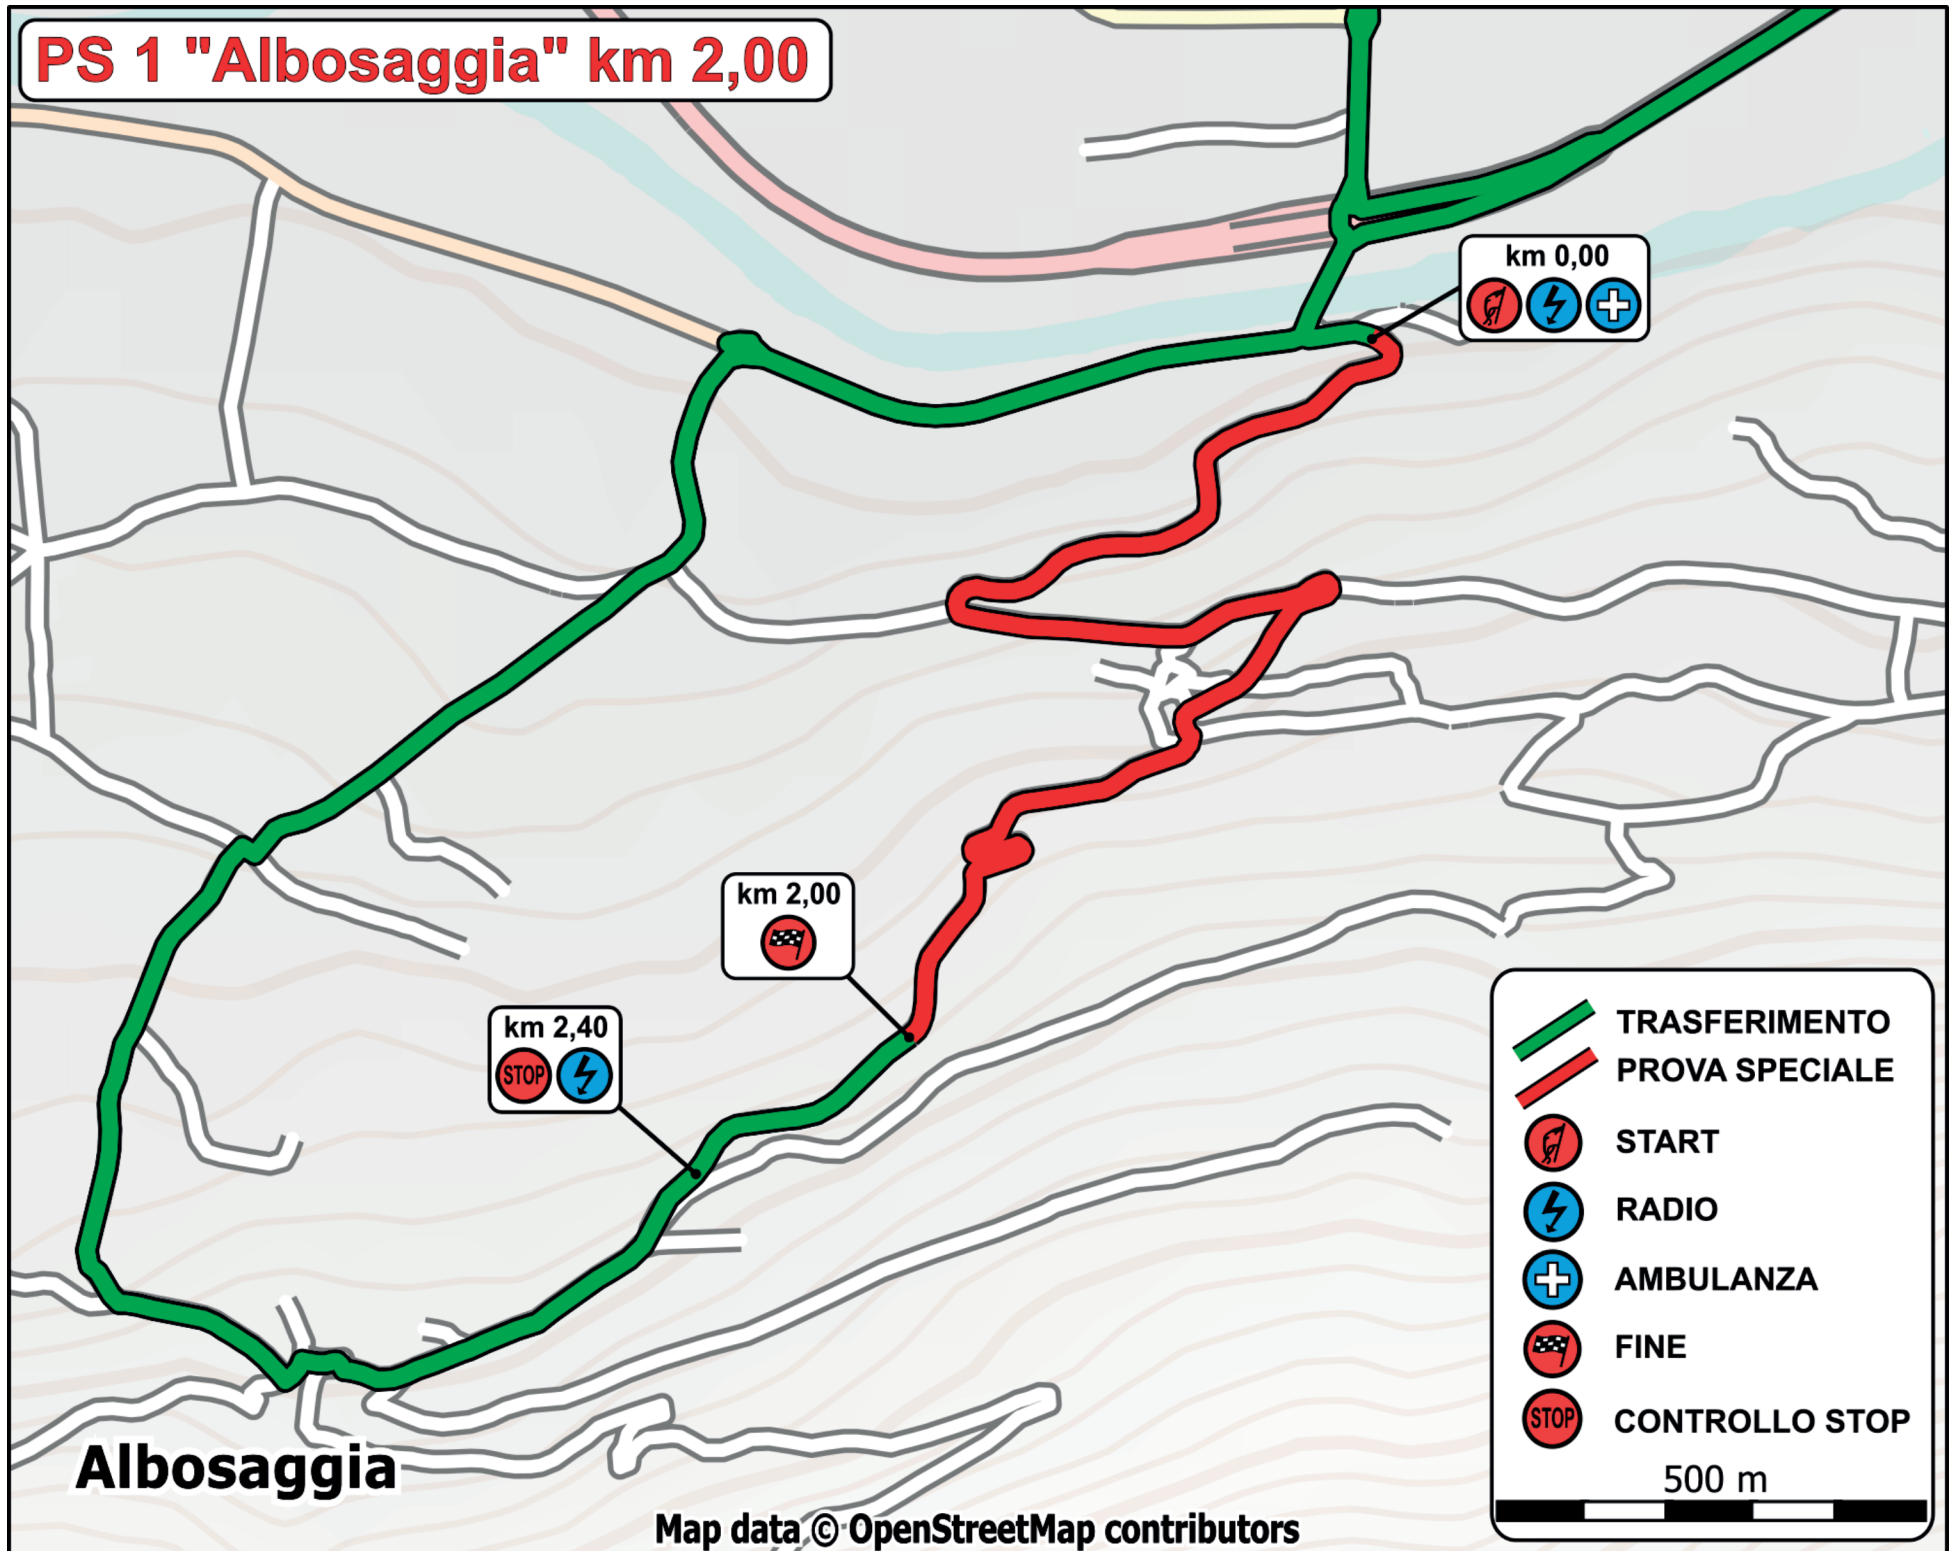 PS 1 "Albosaggia" km 2,00
km 0,00
km 2,00
km 2,40
STOP
TRASFERIMENTO
PROVA SPECIALE
START
RADIO
AMBULANZA
FINE
STOP CONTROLLO STOP
500 m
Albosaggia
Map data © OpenStreetMap contributors